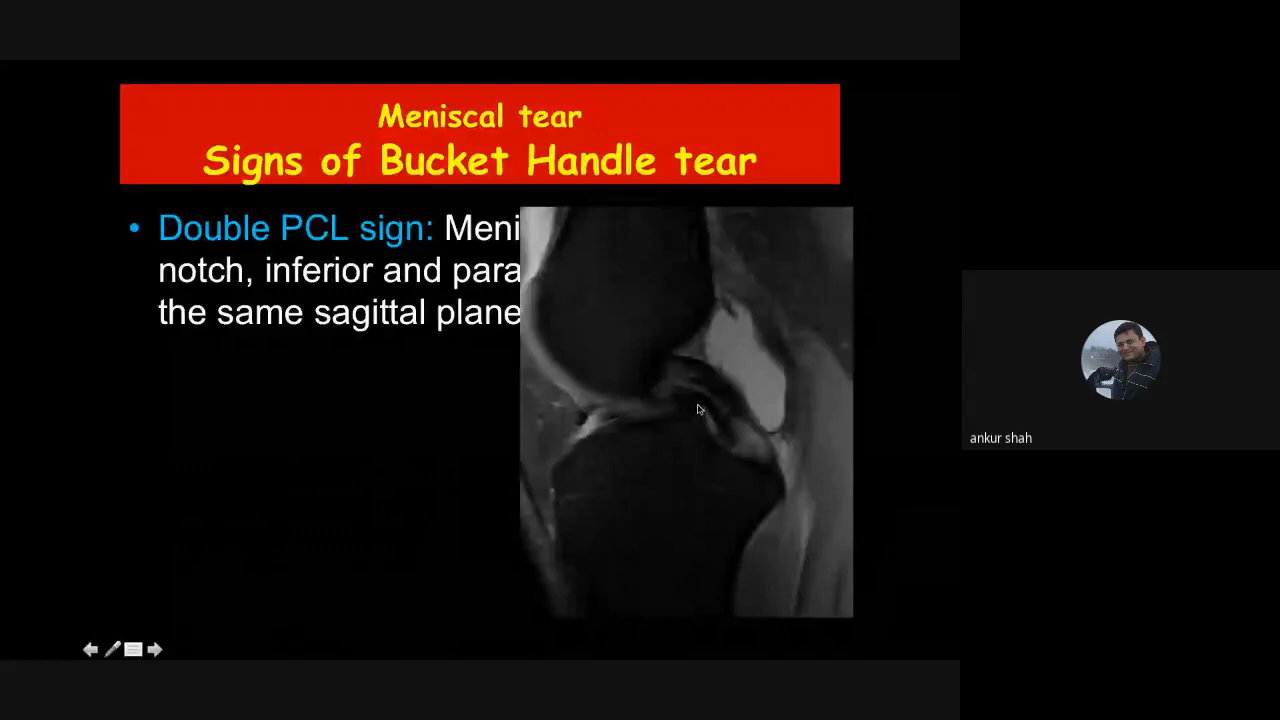 Meniscal tear
Signs of Bucket Handle tear
• Double PCL sign: Meni
notch, inferior and para
the same sagittal plane
ankur shah